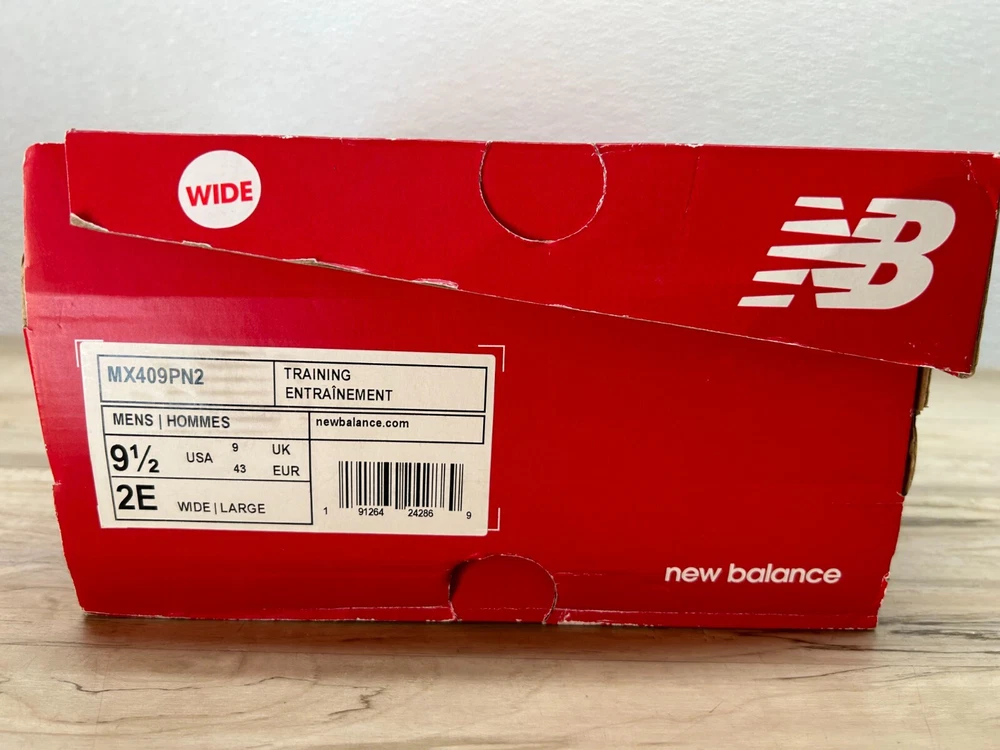 WIDE
NB
MX409PN2
TRAINING
ENTRAÎNEMENT
MENS | HOMMES
newbalance.com
9½ USA 9 UK
43 EUR
2E WIDE | LARGE
1 91264 24286 9
new balance